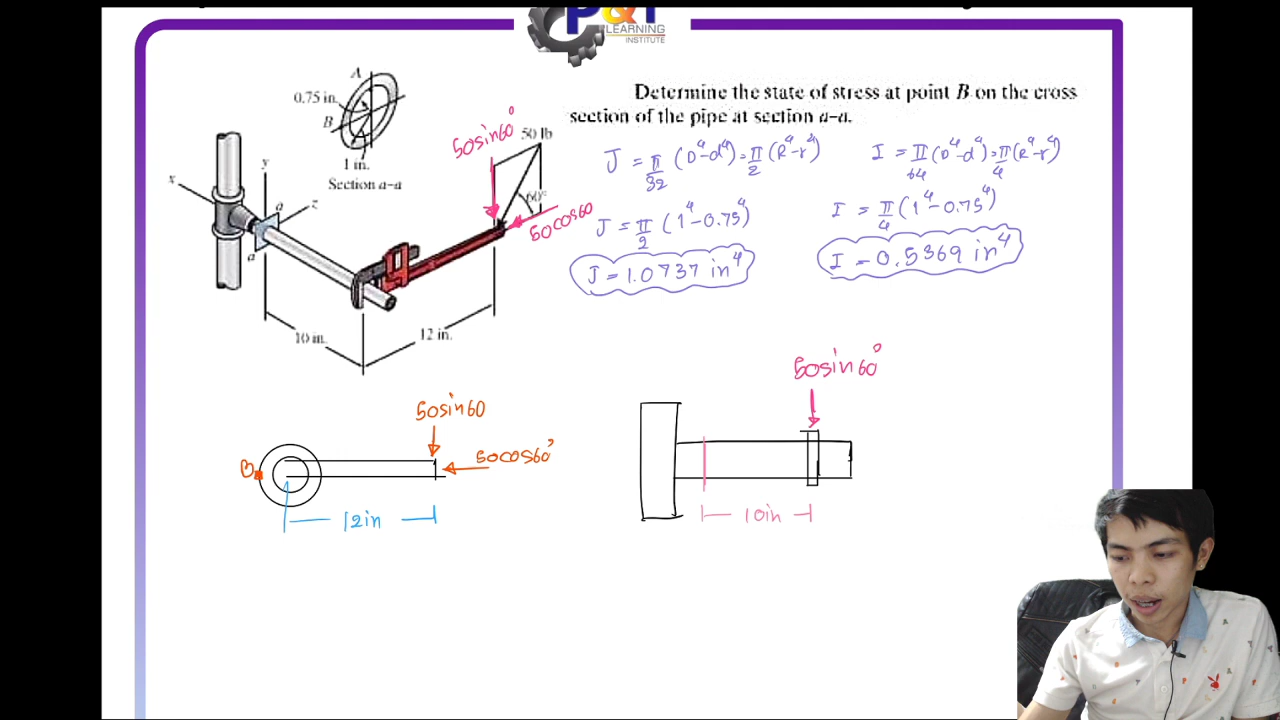 P&T
LEARNING
INSTITUTE
Determine the state of stress at point B on the cross
section of the pipe at section a–a.
A
0.75 in.
B
1 in.
Section a–a
y
x
z
a
a
50sin60°
50 lb
60°
50cos60
10 in.
12 in.
J = π/32 (D⁴-d⁴) = π/2 (R⁴-r⁴)
J = π/2 (1⁴-0.75⁴)
J = 1.0737 in⁴
I = π/64 (D⁴-d⁴) = π/4 (R⁴-r⁴)
I = π/4 (1⁴-0.75⁴)
I = 0.5369 in⁴
50sin60
50cos60°
B
12in
50sin60°
10in